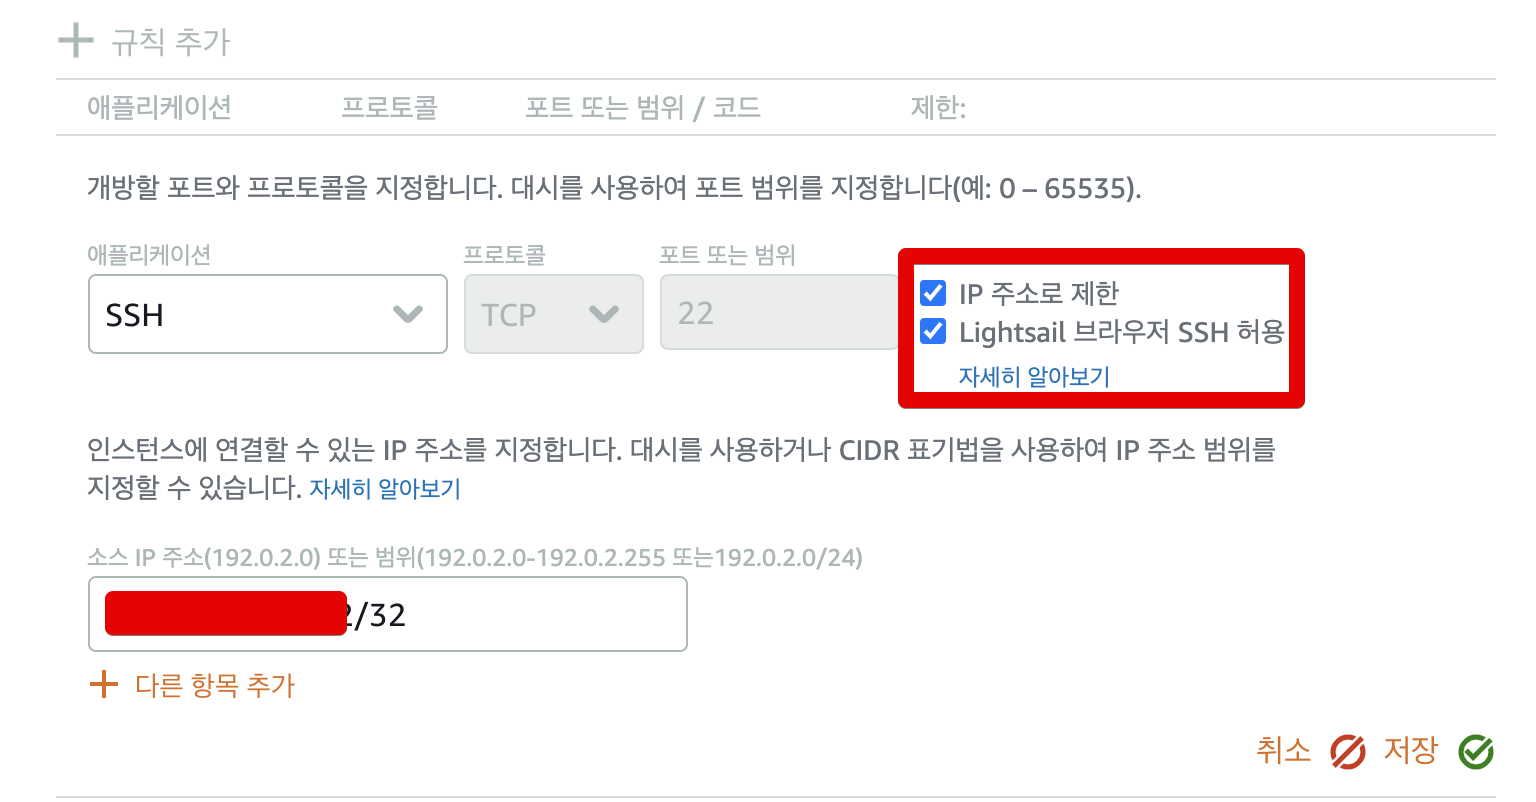 규칙 추가
애플리케이션 프로토콜 포트 또는 범위 / 코드 제한:
개방할 포트와 프로토콜을 지정합니다. 대시를 사용하여 포트 범위를 지정합니다(예: 0 – 65535).
애플리케이션 프로토콜 포트 또는 범위
SSH TCP 22
IP 주소로 제한
Lightsail 브라우저 SSH 허용
자세히 알아보기
인스턴스에 연결할 수 있는 IP 주소를 지정합니다. 대시를 사용하거나 CIDR 표기법을 사용하여 IP 주소 범위를
지정할 수 있습니다. 자세히 알아보기
소스 IP 주소(192.0.2.0) 또는 범위(192.0.2.0-192.0.2.255 또는192.0.2.0/24)
2/32
다른 항목 추가
취소 저장